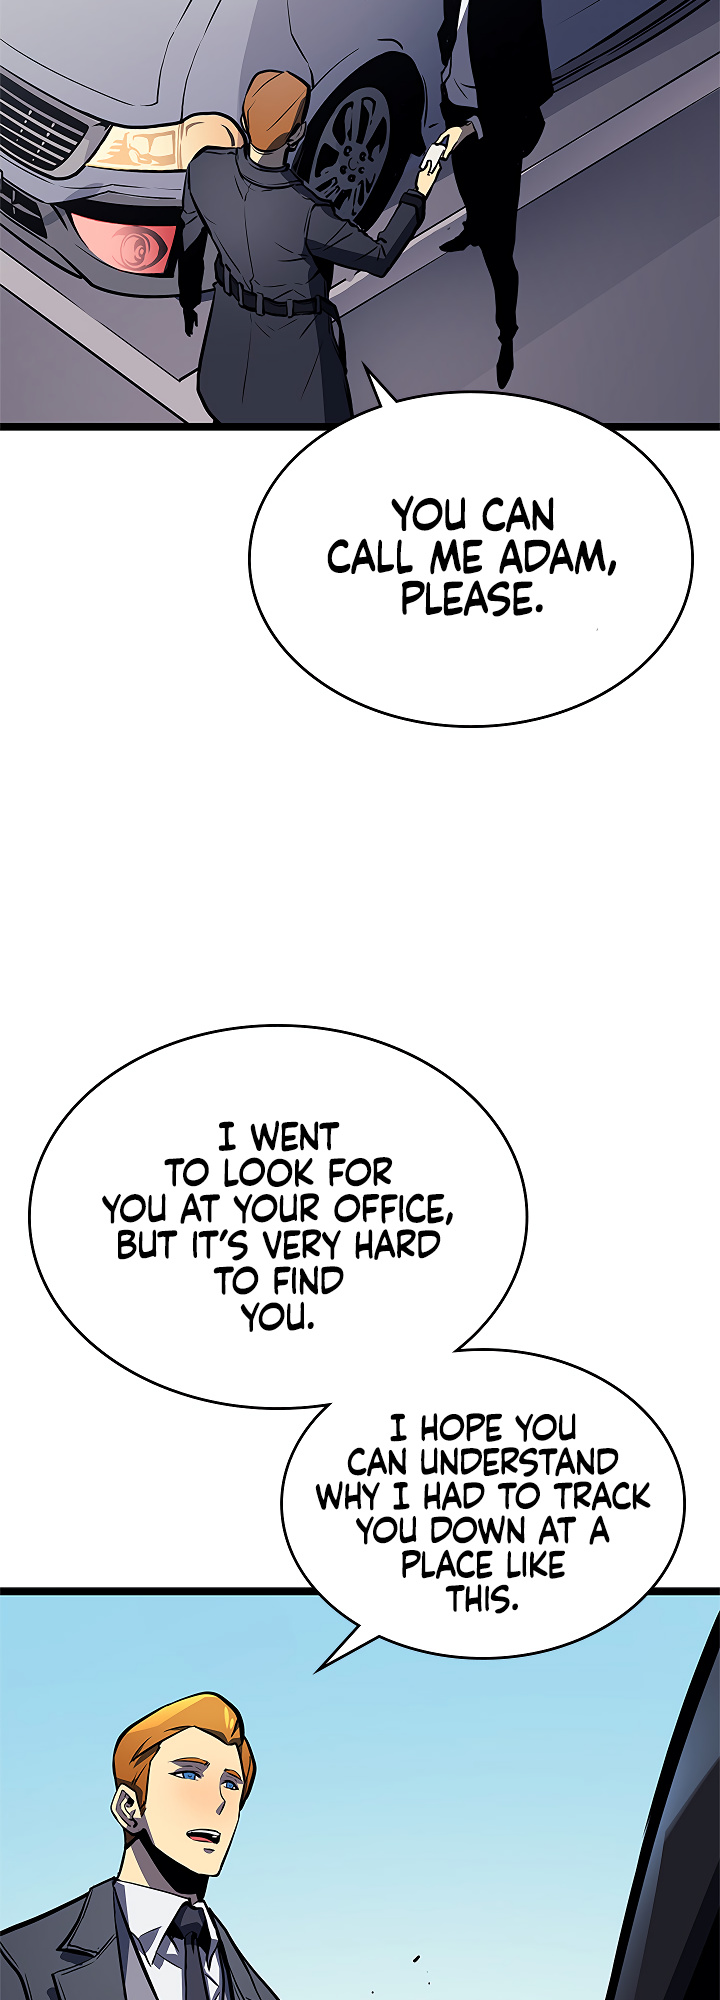 YOU CAN
CALL ME ADAM,
PLEASE.
I WENT
TO LOOK FOR
YOU AT YOUR OFFICE,
BUT IT'S VERY HARD
TO FIND
YOU.
I HOPE YOU
CAN UNDERSTAND
WHY I HAD TO TRACK
YOU DOWN AT A
PLACE LIKE
THIS.